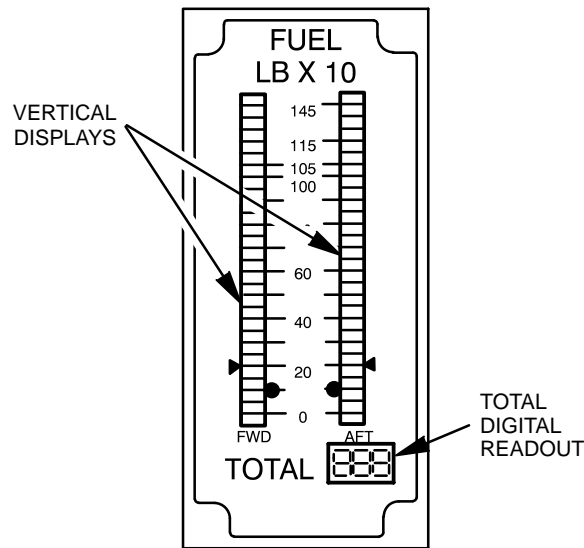 FUEL
LB X 10
VERTICAL
DISPLAYS
145
115
105
100
60
40
20
0
FWD
AFT
TOTAL
888
TOTAL
DIGITAL
READOUT